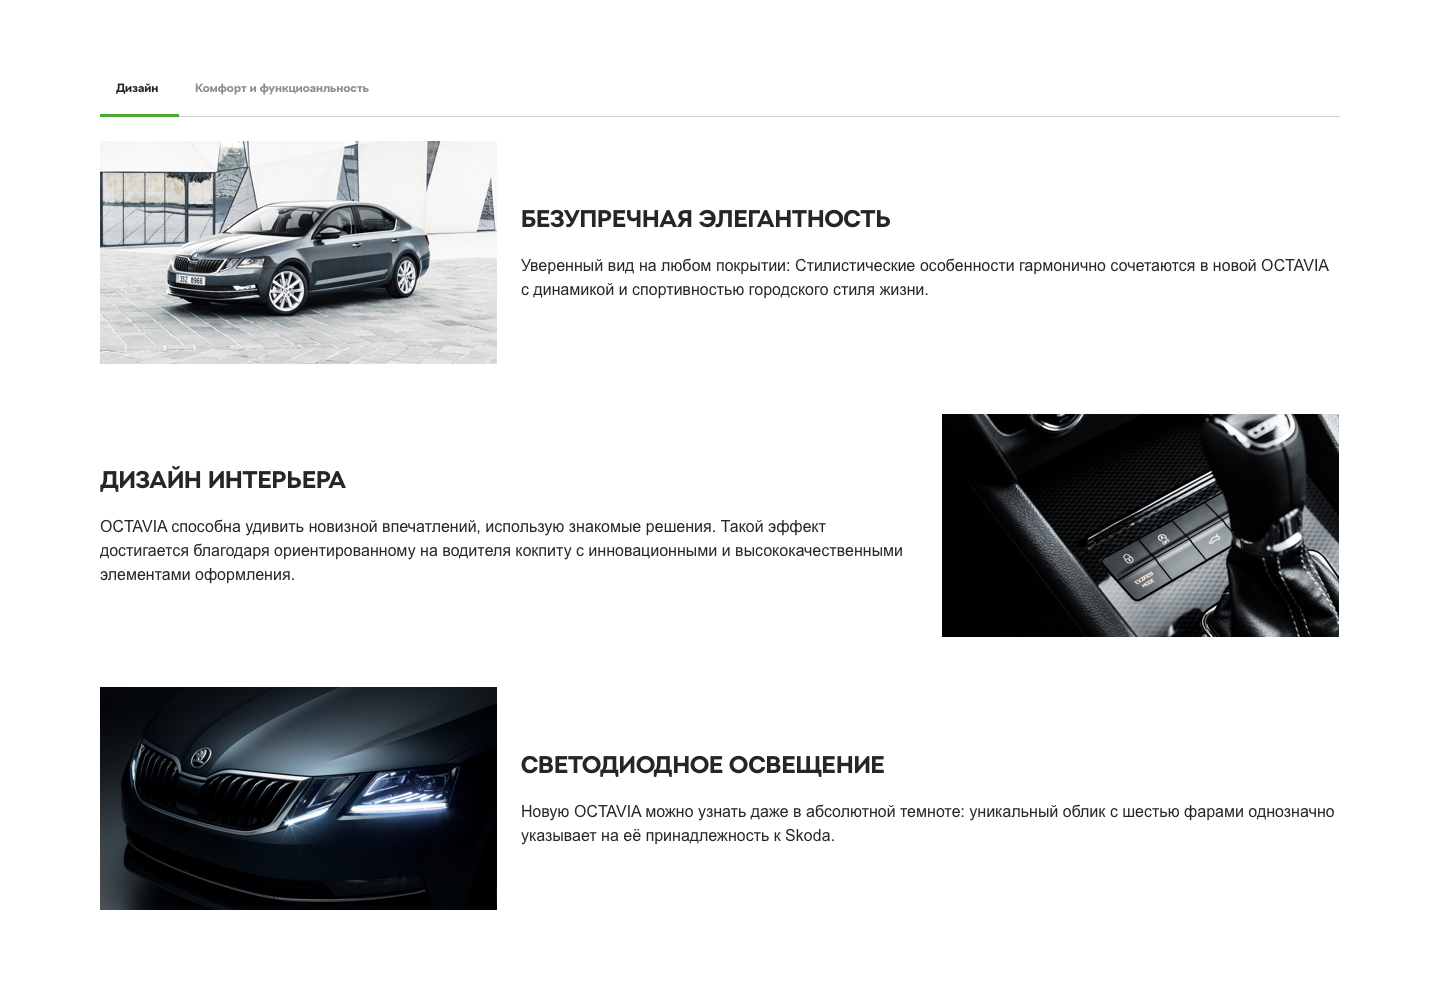 Дизайн Комфорт и функциоанльность
БЕЗУПРЕЧНАЯ ЭЛЕГАНТНОСТЬ
Уверенный вид на любом покрытии: Стилистические особенности гармонично сочетаются в новой OCTAVIA
с динамикой и спортивностью городского стиля жизни.
ДИЗАЙН ИНТЕРЬЕРА
OCTAVIA способна удивить новизной впечатлений, использую знакомые решения. Такой эффект
достигается благодаря ориентированному на водителя кокпиту с инновационными и высококачественными
элементами оформления.
MODE
СВЕТОДИОДНОЕ ОСВЕЩЕНИЕ
Новую OCTAVIA можно узнать даже в абсолютной темноте: уникальный облик с шестью фарами однозначно
указывает на её принадлежность к Skoda.